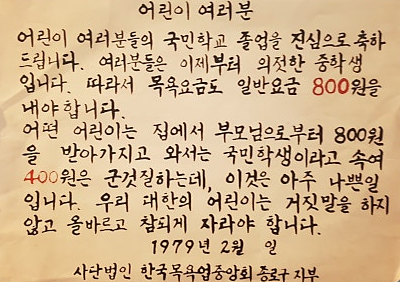 어린이 여러분
어린이 여러분들의 국민학교 졸업을 진심으로 축하
드립니다. 여러분들은 이제부터 의젓한 중학생
입니다. 따라서 목욕요금도 일반요금 800원을
내야합니다.
어떤 어린이는 집에서 부모님으로부터 800원
을 받아가지고 와서는 국민학생이라고 속여
400원은 군것질하는데, 이것은 아주 나쁜일
입니다. 우리 대한의 어린이는 거짓말을 하지
않고 올바르고 참되게 자라야 합니다.
1979년 2월 일
사단법인 한국목욕업중앙회 종로구 지부